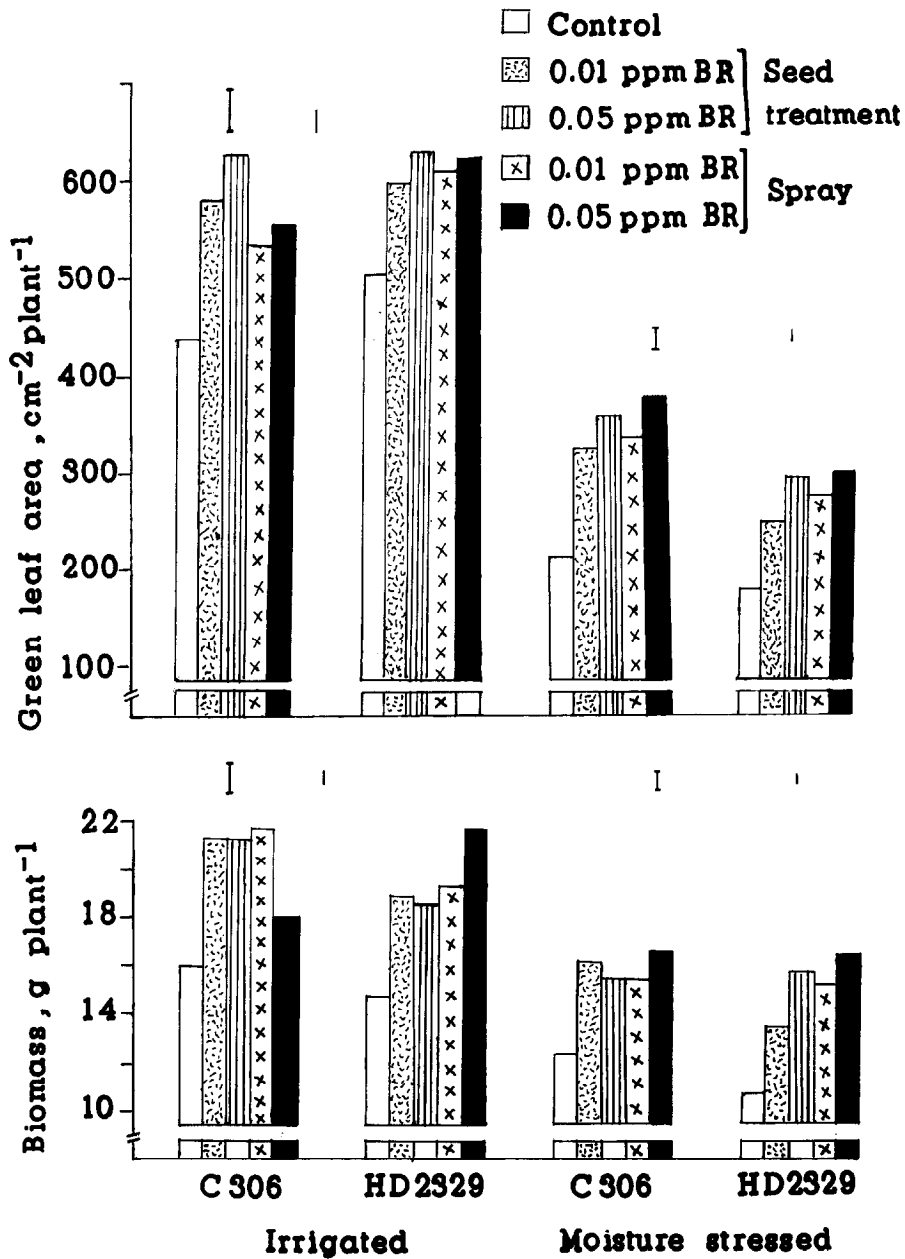 Control
0.01 ppm BR
0.05 ppm BR
Seed
treatment
0.01 ppm BR
0.05 ppm BR
Spray
Green leaf area, cm⁻² plant⁻¹
600
500
400
300
200
100
Biomass, g plant⁻¹
22
18
14
10
C 306
HD2329
C 306
HD2329
Irrigated
Moisture stressed